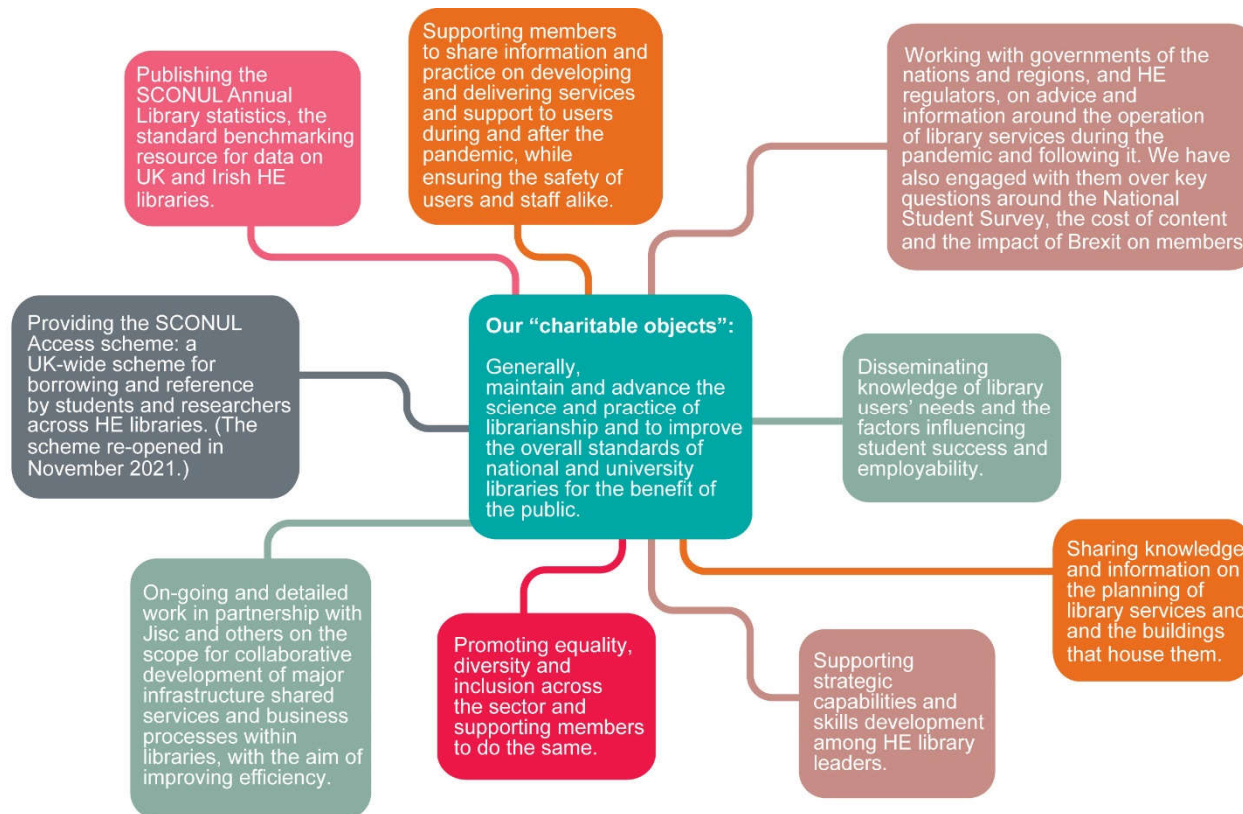 Publishing the
SCONUL Annual
Library statistics, the
standard benchmarking
resource for data on
UK and Irish HE
libraries.
Supporting members
to share information and
practice on developing
and delivering services
and support to users
during and after the
pandemic, while
ensuring the safety of
users and staff alike.
Working with governments of the
nations and regions, and HE
regulators, on advice and
information around the operation
of library services during the
pandemic and following it. We have
also engaged with them over key
questions around the National
Student Survey, the cost of content
and the impact of Brexit on members
Providing the SCONUL
Access scheme: a
UK-wide scheme for
borrowing and reference
by students and researchers
across HE libraries. (The
scheme re-opened in
November 2021.)
Our “charitable objects”:
Generally,
maintain and advance the
science and practice of
librarianship and to improve
the overall standards of
national and university
libraries for the benefit of
the public.
Disseminating
knowledge of library
users’ needs and the
factors influencing
student success and
employability.
On-going and detailed
work in partnership with
Jisc and others on the
scope for collaborative
development of major
infrastructure shared
services and business
processes within
libraries, with the aim of
improving efficiency.
Promoting equality,
diversity and
inclusion across
the sector and
supporting members
to do the same.
Supporting
strategic
capabilities and
skills development
among HE library
leaders.
Sharing knowledge
and information on
the planning of
library services and
and the buildings
that house them.